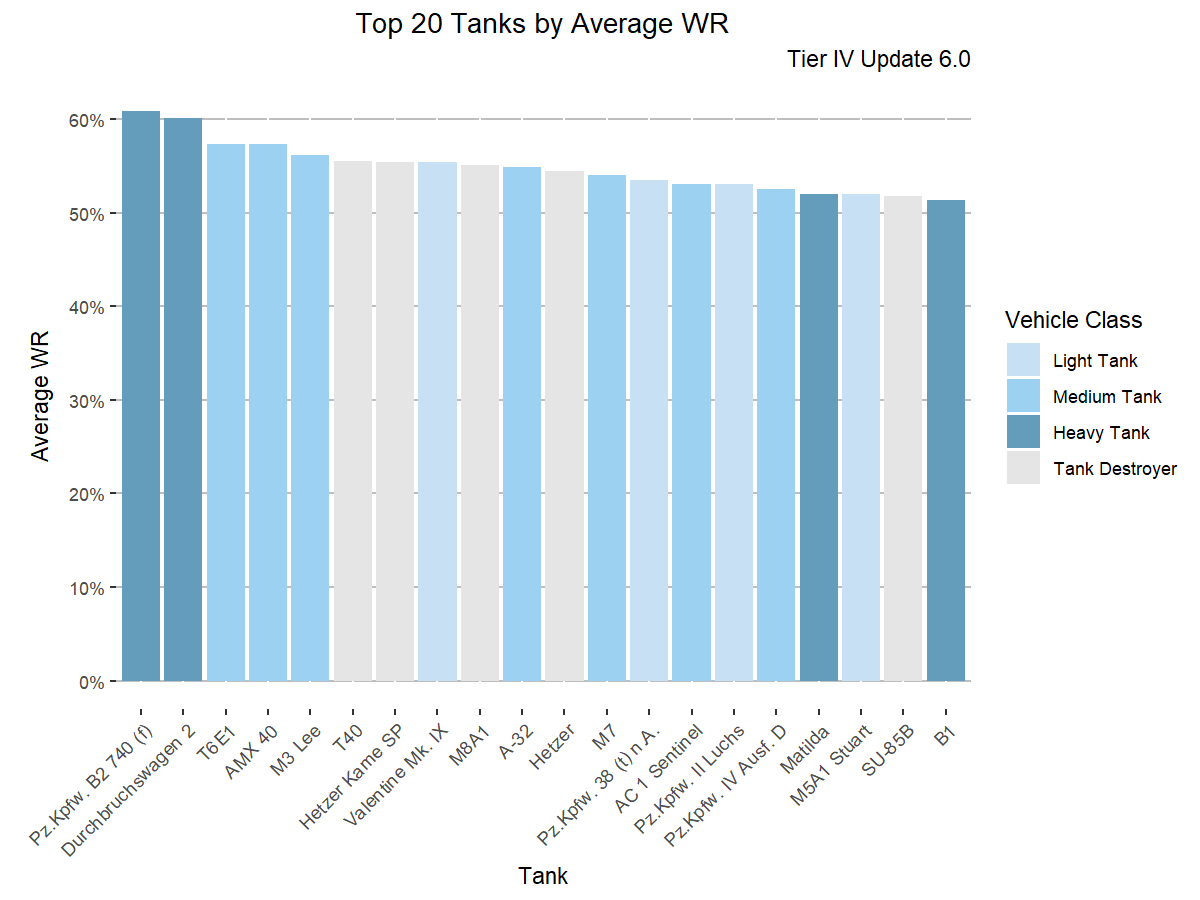 Top 20 Tanks by Average WR
Tier IV Update 6.0
Average WR
60%
50%
40%
30%
20%
10%
0%
Pz.Kpfw. B2 740 (f)
Durchbruchswagen 2
T6E1
AMX 40
M3 Lee
T40
Hetzer Kame SP
Valentine Mk. IX
M8A1
A-32
Hetzer
M7
Pz.Kpfw. 38 (t) n.A.
AC 1 Sentinel
Pz.Kpfw. II Luchs
Pz.Kpfw. IV Ausf. D
Matilda
M5A1 Stuart
SU-85B
B1
Tank
Vehicle Class
Light Tank
Medium Tank
Heavy Tank
Tank Destroyer